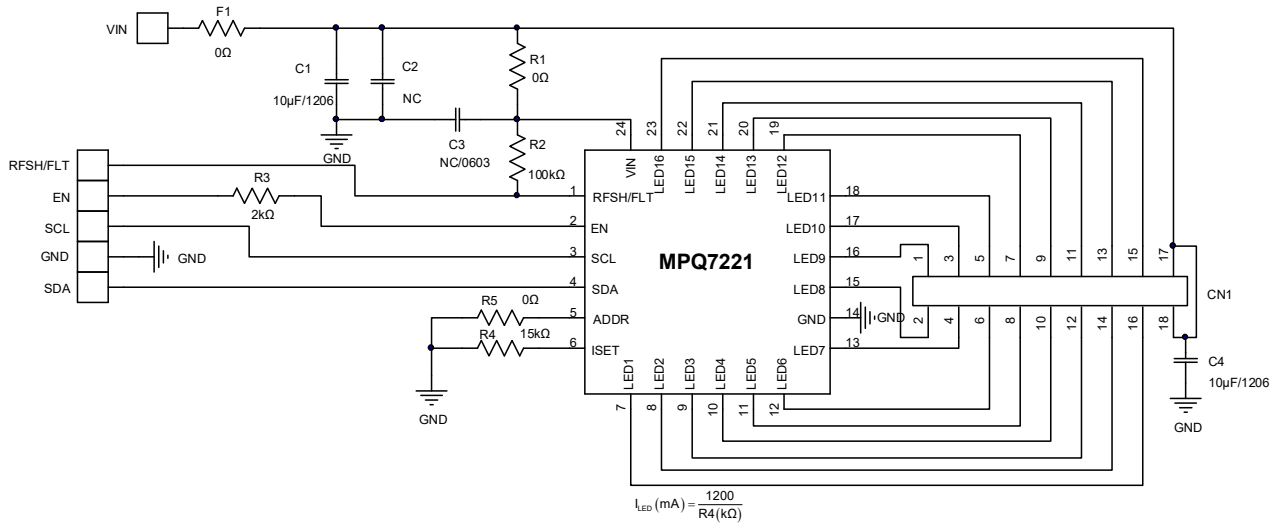 VIN
F1
0Ω
C1
10μF/1206
C2
NC
R1
0Ω
GND
C3
NC/0603
R2
100kΩ
RFSH/FLT
EN
SCL
GND
SDA
R3
2kΩ
GND
R5
0Ω
R4
15kΩ
GND
MPQ7221
1
RFSH/FLT
2
EN
3
SCL
4
SDA
5
ADDR
6
ISET
24
23
22
21
20
19
VIN
LED16
LED15
LED14
LED13
LED12
LED11
18
LED10
17
LED9
16
LED8
15
GND
14
GND
LED7
13
LED1
LED2
LED3
LED4
LED5
LED6
7
8
9
10
11
12
1
3
5
7
9
11
13
15
17
2
4
6
8
10
12
14
16
18
CN1
C4
10μF/1206
GND
I_LED (mA) = 1200 / R4(kΩ)